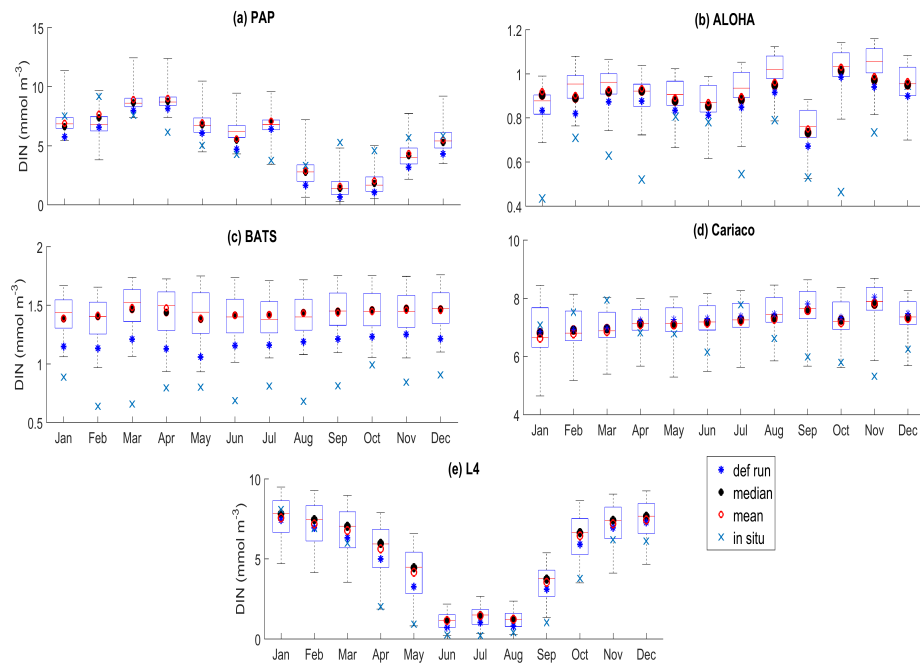 (a) PAP
(b) ALOHA
DIN (mmol m⁻³)
15
10
5
0
1.2
1
0.8
0.6
0.4
(c) BATS
(d) Cariaco
DIN (mmol m⁻³)
2
1.5
1
0.5
Jan Feb Mar Apr May Jun Jul Aug Sep Oct Nov Dec
10
8
6
4
Jan Feb Mar Apr May Jun Jul Aug Sep Oct Nov Dec
(e) L4
DIN (mmol m⁻³)
10
5
0
Jan Feb Mar Apr May Jun Jul Aug Sep Oct Nov Dec
def run
median
mean
in situ